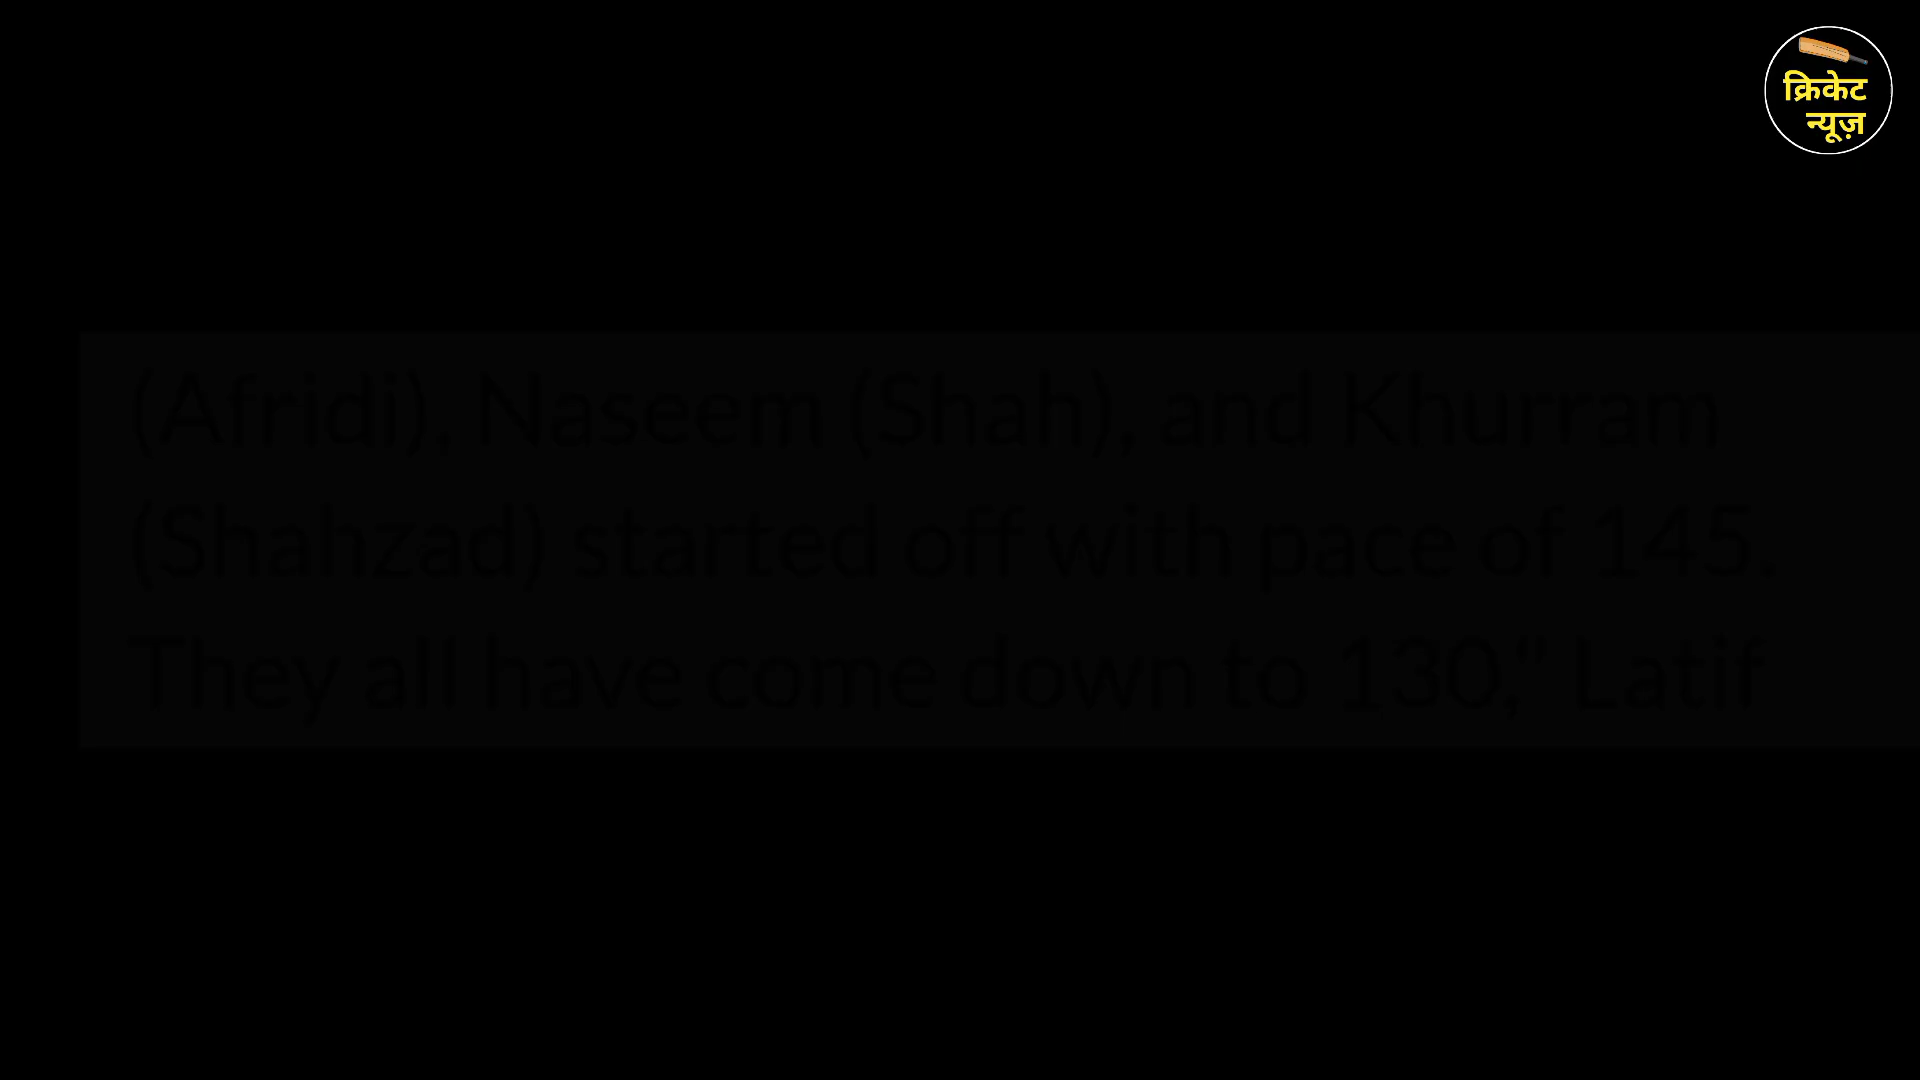 क्रिकेट
न्यूज़
(Afridi), Naseem (Shah), and Khurram
(Shahzad) started off with pace of 145.
They all have come down to 130," Latif